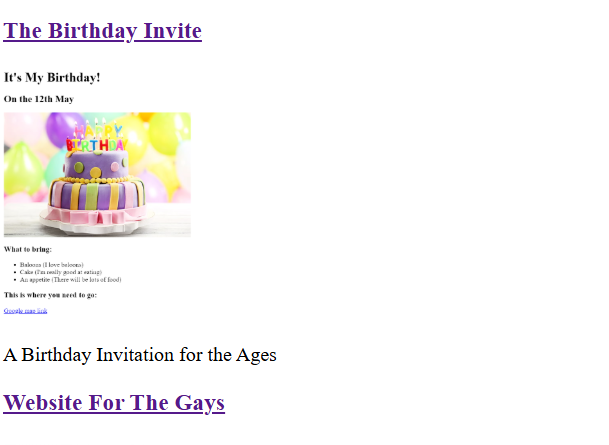 The Birthday Invite
It's My Birthday!
On the 12th May
HAPPY
BIRTHDAY
What to bring:
Baloons (I love baloons)
Cake (I'm really good at eating)
An appetite (There will be lots of food)
This is where you need to go:
Google map link
A Birthday Invitation for the Ages
Website For The Gays